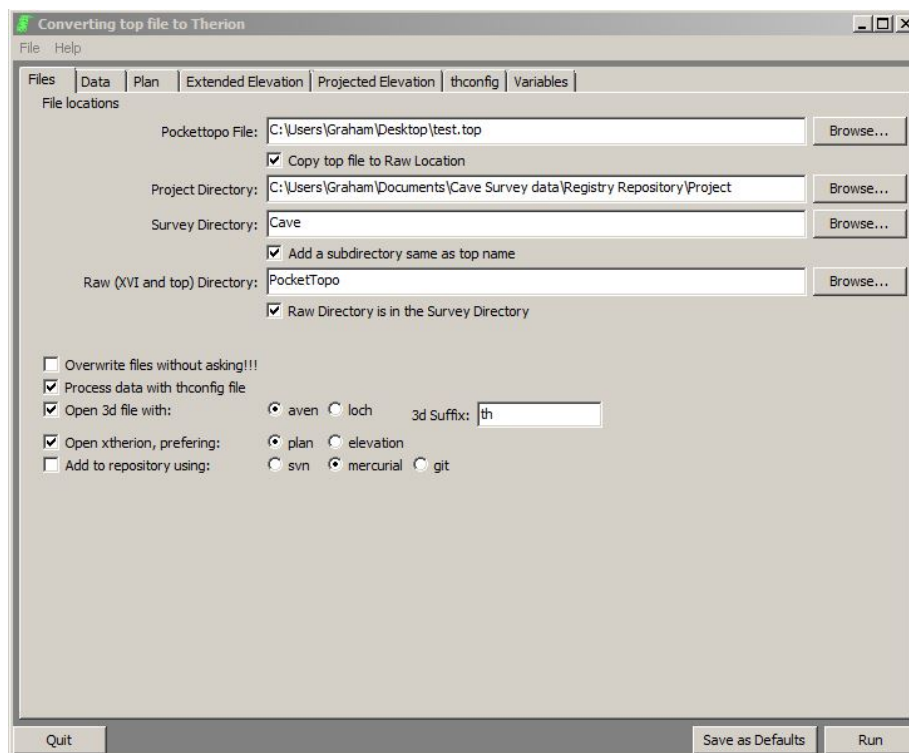 Converting top file to Therion
File Help
Files Data Plan Extended Elevation Projected Elevation thconfig Variables
File locations
Pockettopo File: C:\Users\Graham\Desktop\test.top Browse...
Copy top file to Raw Location
Project Directory: C:\Users\Graham\Documents\Cave Survey data\Registry Repository\Project Browse...
Survey Directory: Cave Browse...
Add a subdirectory same as top name
Raw (XVI and top) Directory: PocketTopo Browse...
Raw Directory is in the Survey Directory
Overwrite files without asking!!!
Process data with thconfig file
Open 3d file with: aven loch 3d Suffix: th
Open xtherion, prefering: plan elevation
Add to repository using: svn mercurial git
Quit Save as Defaults Run